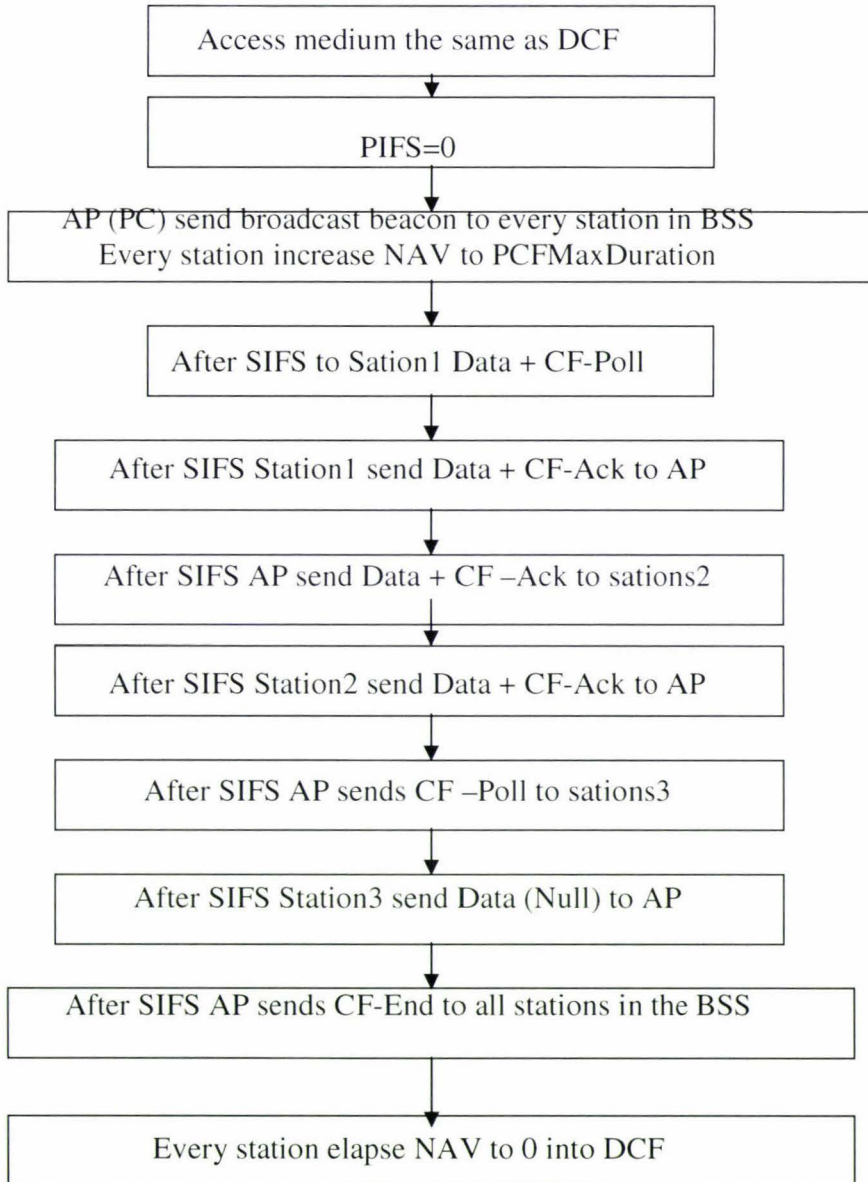 Access medium the same as DCF
PIFS=0
AP (PC) send broadcast beacon to every station in BSS
Every station increase NAV to PCFMaxDuration
After SIFS to Sation1 Data + CF-Poll
After SIFS Station1 send Data + CF-Ack to AP
After SIFS AP send Data + CF –Ack to sations2
After SIFS Station2 send Data + CF-Ack to AP
After SIFS AP sends CF –Poll to sations3
After SIFS Station3 send Data (Null) to AP
After SIFS AP sends CF-End to all stations in the BSS
Every station elapse NAV to 0 into DCF